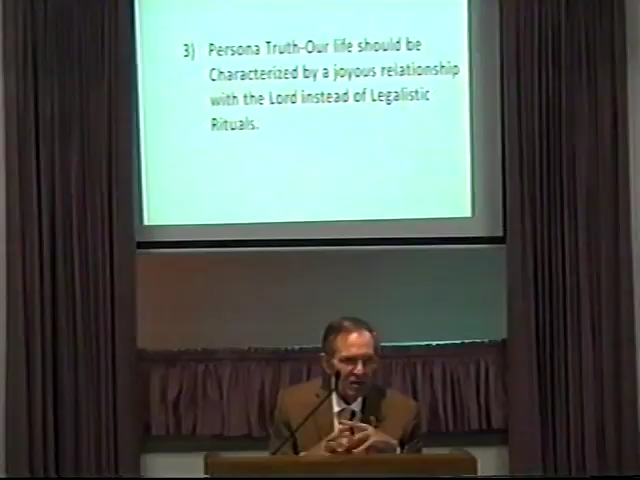 3) Persona Truth-Our life should be
Characterized by a joyous relationship
with the Lord instead of Legalistic
Rituals.